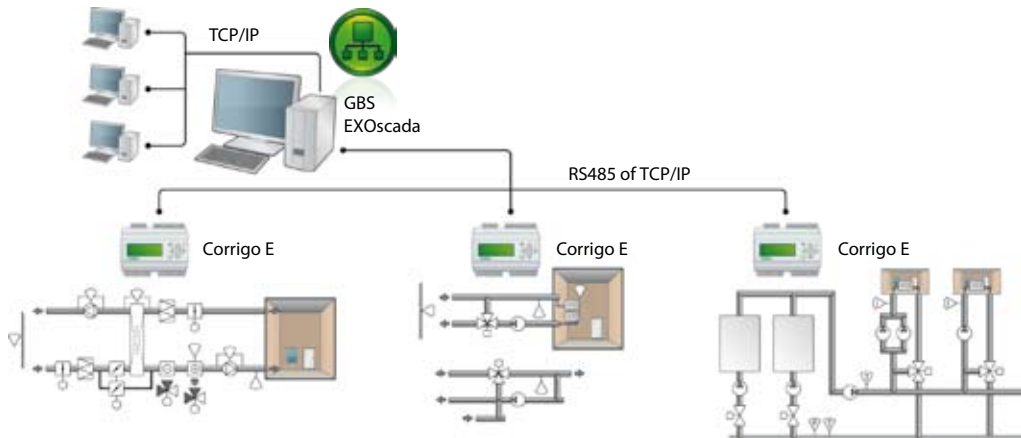 TCP/IP
GBS
EXOscada
RS485 of TCP/IP
Corrigo E
Corrigo E
Corrigo E